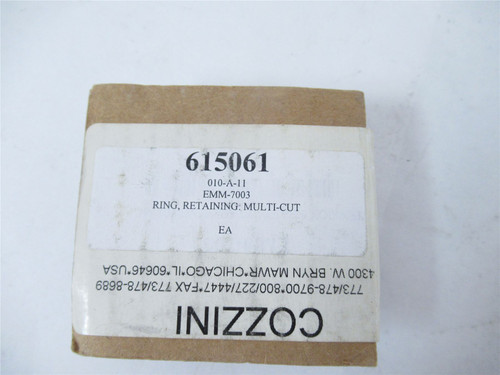 615061
010-A-11
EMM-7003
RING, RETAINING: MULTI-CUT
EA
COZZINI
4300 W. BRYN MAWR*CHICAGO*IL*60646*USA
773/478-9700*800/227/4447*FAX 773/478-8689